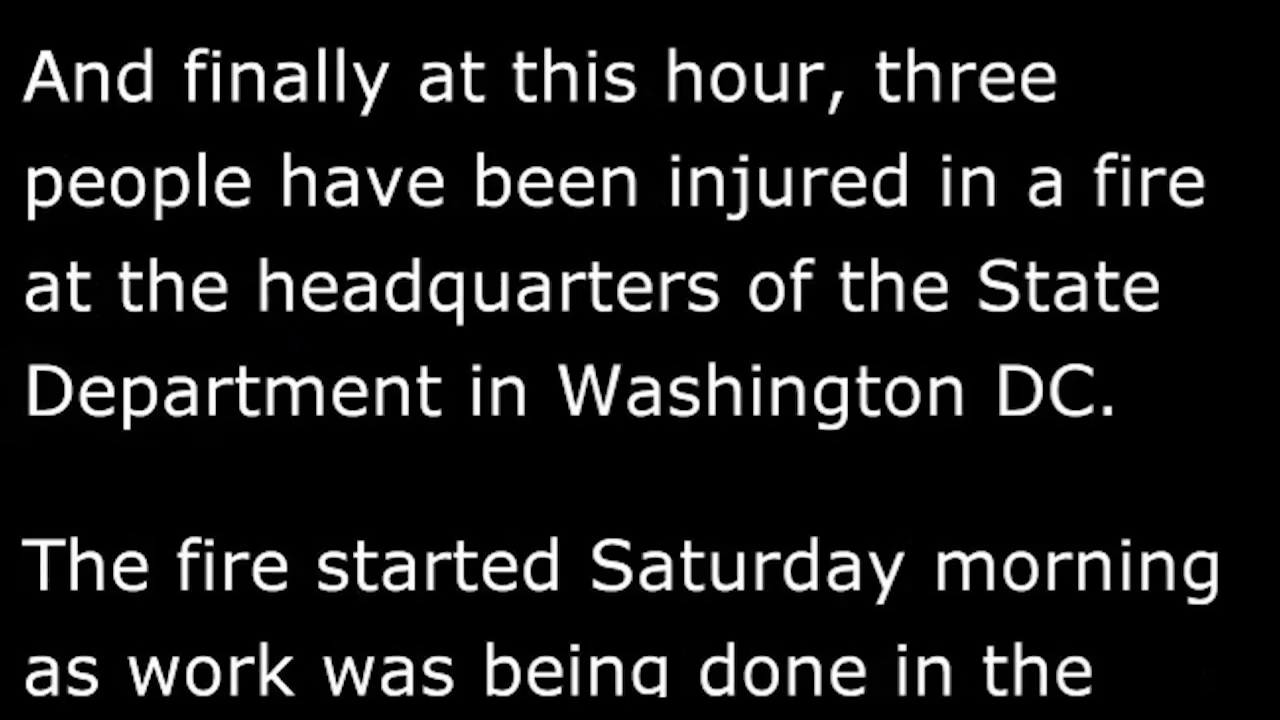 And finally at this hour, three
people have been injured in a fire
at the headquarters of the State
Department in Washington DC.
The fire started Saturday morning
as work was being done in the